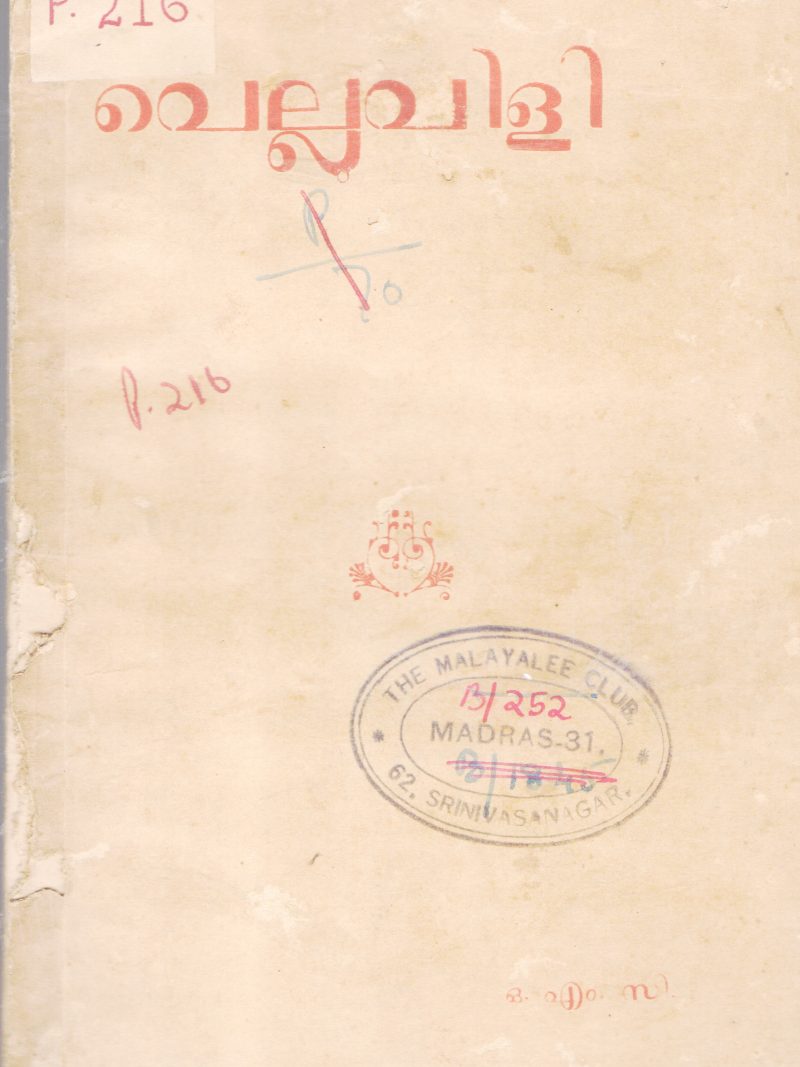 P. 216
വെല്ലുവിളി
P. 216
THE MALAYALEE CLUB,
B/252
MADRAS-31.
62, SRINIVASANAGAR.
ഒ. എം. സി.